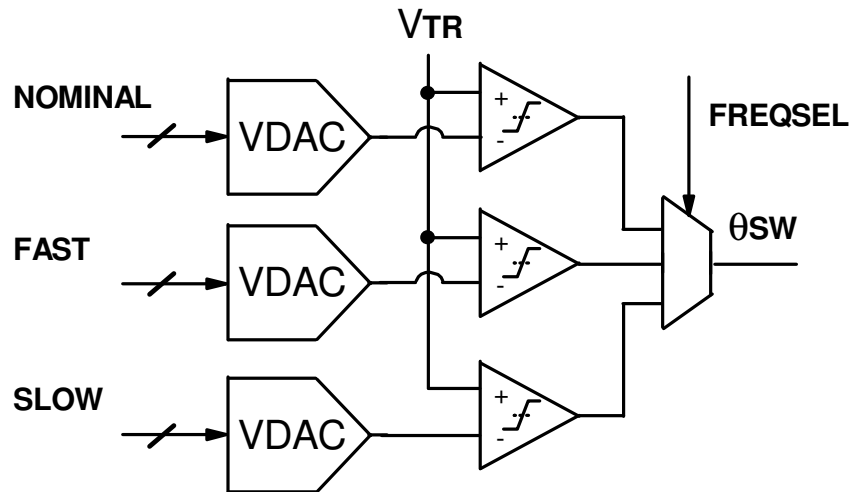 VTR
NOMINAL
VDAC
+
-
FREQSEL
θSW
FAST
VDAC
+
-
SLOW
VDAC
+
-